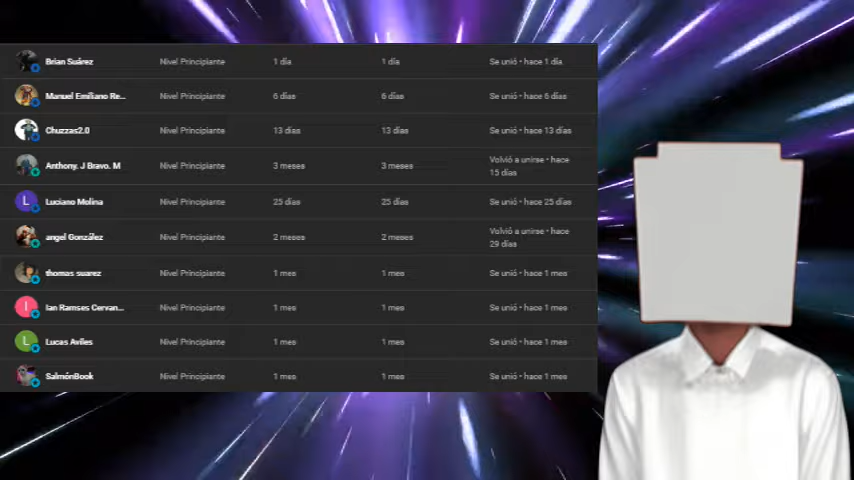 Brian Suárez Nivel Principiante 1 día 1 día Se unió • hace 1 día
Manuel Emiliano Re... Nivel Principiante 6 días 6 días Se unió • hace 6 días
Chuzzas2.0 Nivel Principiante 13 días 13 días Se unió • hace 13 días
Anthony. J Bravo. M Nivel Principiante 3 meses 3 meses Volvió a unirse • hace
15 días
L Luciano Molina Nivel Principiante 25 días 25 días Se unió • hace 25 días
angel González Nivel Principiante 2 meses 2 meses Volvió a unirse • hace
29 días
thomas suarez Nivel Principiante 1 mes 1 mes Se unió • hace 1 mes
I Ian Ramses Cervan... Nivel Principiante 1 mes 1 mes Se unió • hace 1 mes
L Lucas Aviles Nivel Principiante 1 mes 1 mes Se unió • hace 1 mes
SalmónBook Nivel Principiante 1 mes 1 mes Se unió • hace 1 mes